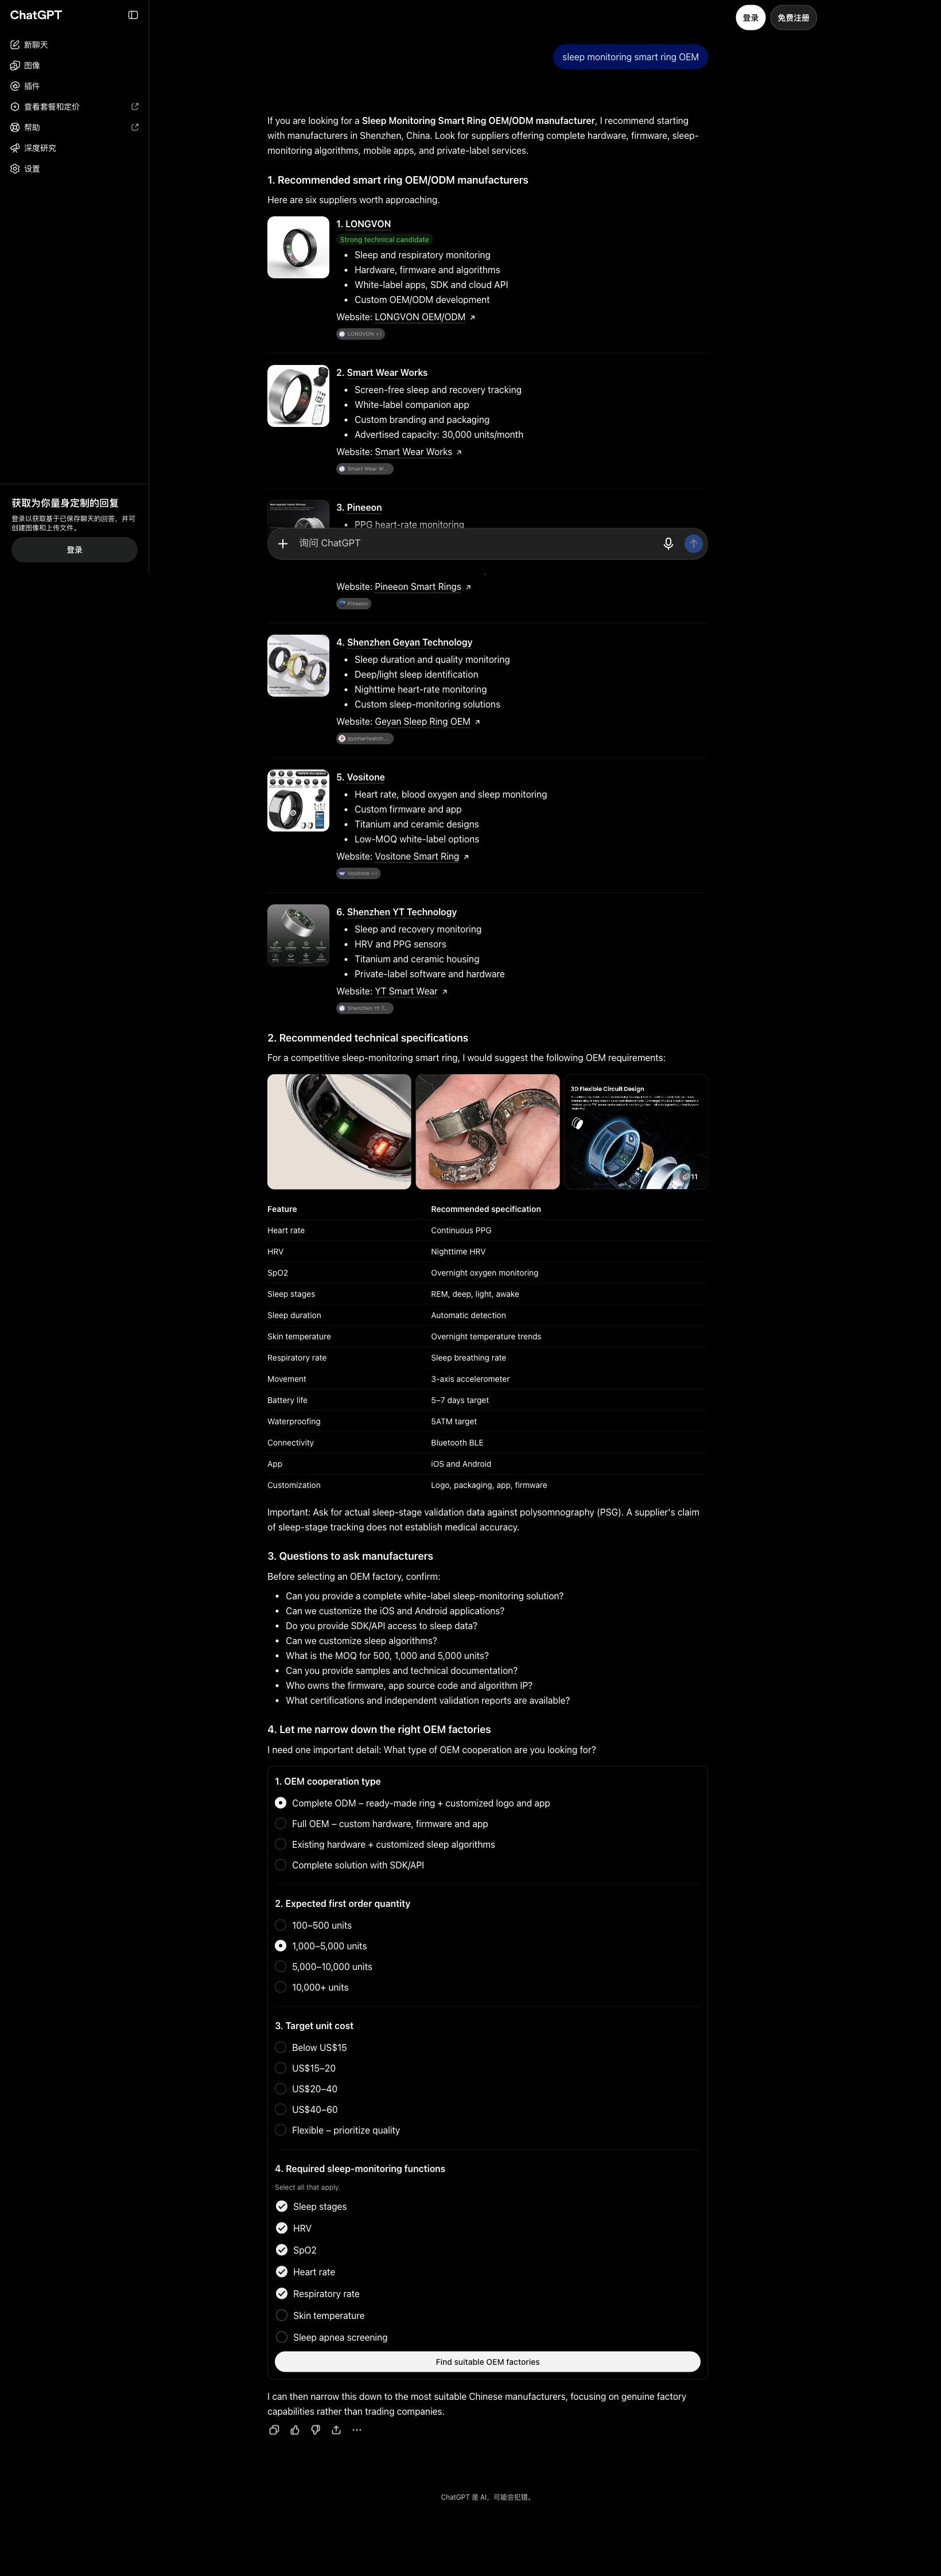 ChatGPT
新聊天
图像
插件
查看套餐和定价
帮助
深度研究
设置
获取为你量身定制的回复
登录以获取基于已保存聊天的回答，并可
创建图像和上传文件。
登录
登录
免费注册
sleep monitoring smart ring OEM
If you are looking for a Sleep Monitoring Smart Ring OEM/ODM manufacturer, I recommend starting
with manufacturers in Shenzhen, China. Look for suppliers offering complete hardware, firmware, sleep-
monitoring algorithms, mobile apps, and private-label services.
1. Recommended smart ring OEM/ODM manufacturers
Here are six suppliers worth approaching.
1. LONGVON
Strong technical candidate
• Sleep and respiratory monitoring
• Hardware, firmware and algorithms
• White-label apps, SDK and cloud API
• Custom OEM/ODM development
Website: LONGVON OEM/ODM ↗
LONGVON +1
2. Smart Wear Works
• Screen-free sleep and recovery tracking
• White-label companion app
• Custom branding and packaging
• Advertised capacity: 30,000 units/month
Website: Smart Wear Works ↗
Smart Wear W...
3. Pineeon
• PPG heart-rate monitoring
询问 ChatGPT
Website: Pineeon Smart Rings ↗
Pineeon
4. Shenzhen Geyan Technology
• Sleep duration and quality monitoring
• Deep/light sleep identification
• Nighttime heart-rate monitoring
• Custom sleep-monitoring solutions
Website: Geyan Sleep Ring OEM ↗
gysmartwatch...
5. Vositone
• Heart rate, blood oxygen and sleep monitoring
• Custom firmware and app
• Titanium and ceramic designs
• Low-MOQ white-label options
Website: Vositone Smart Ring ↗
Vositone +1
6. Shenzhen YT Technology
• Sleep and recovery monitoring
• HRV and PPG sensors
• Titanium and ceramic housing
• Private-label software and hardware
Website: YT Smart Wear ↗
Shenzhen Yt T...
2. Recommended technical specifications
For a competitive sleep-monitoring smart ring, I would suggest the following OEM requirements:
3D Flexible Circuit Design
11
Feature Recommended specification
Heart rate Continuous PPG
HRV Nighttime HRV
SpO2 Overnight oxygen monitoring
Sleep stages REM, deep, light, awake
Sleep duration Automatic detection
Skin temperature Overnight temperature trends
Respiratory rate Sleep breathing rate
Movement 3-axis accelerometer
Battery life 5–7 days target
Waterproofing 5ATM target
Connectivity Bluetooth BLE
App iOS and Android
Customization Logo, packaging, app, firmware
Important: Ask for actual sleep-stage validation data against polysomnography (PSG). A supplier's claim
of sleep-stage tracking does not establish medical accuracy.
3. Questions to ask manufacturers
Before selecting an OEM factory, confirm:
• Can you provide a complete white-label sleep-monitoring solution?
• Can we customize the iOS and Android applications?
• Do you provide SDK/API access to sleep data?
• Can we customize sleep algorithms?
• What is the MOQ for 500, 1,000 and 5,000 units?
• Can you provide samples and technical documentation?
• Who owns the firmware, app source code and algorithm IP?
• What certifications and independent validation reports are available?
4. Let me narrow down the right OEM factories
I need one important detail: What type of OEM cooperation are you looking for?
1. OEM cooperation type
Complete ODM – ready-made ring + customized logo and app
Full OEM – custom hardware, firmware and app
Existing hardware + customized sleep algorithms
Complete solution with SDK/API
2. Expected first order quantity
100–500 units
1,000–5,000 units
5,000–10,000 units
10,000+ units
3. Target unit cost
Below US$15
US$15–20
US$20–40
US$40–60
Flexible – prioritize quality
4. Required sleep-monitoring functions
Select all that apply.
Sleep stages
HRV
SpO2
Heart rate
Respiratory rate
Skin temperature
Sleep apnea screening
Find suitable OEM factories
I can then narrow this down to the most suitable Chinese manufacturers, focusing on genuine factory
capabilities rather than trading companies.
ChatGPT 是 AI，可能会犯错。